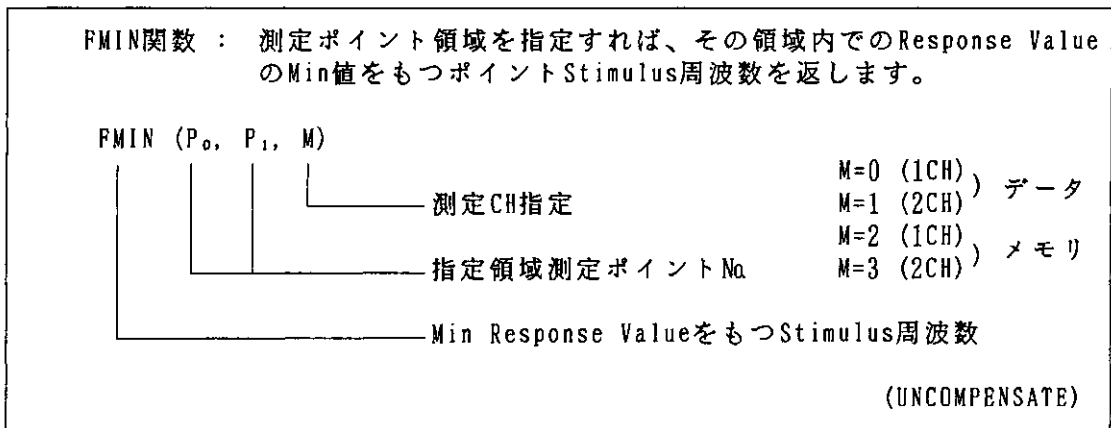 FMIN関数 : 測定ポイント領域を指定すれば、その領域内でのResponse Value
のMin値をもつポイントStimulus周波数を返します。
FMIN (P₀, P₁, M)
測定CH指定
M=0 (1CH)
M=1 (2CH)
) データ
M=2 (1CH)
M=3 (2CH)
) メモリ
指定領域測定ポイント№
Min Response ValueをもつStimulus周波数
(UNCOMPENSATE)